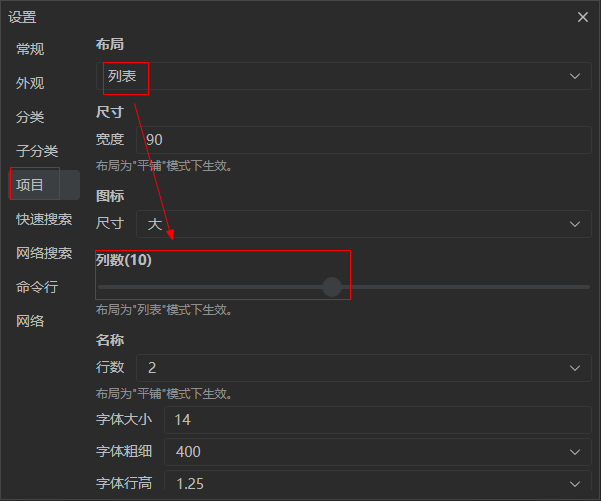 设置
常规
外观
分类
子分类
项目
快速搜索
网络搜索
命令行
网络
布局
列表
尺寸
宽度 90
布局为"平铺"模式下生效。
图标
尺寸 大
列数(10)
布局为"列表"模式下生效。
名称
行数 2
布局为"平铺"模式下生效。
字体大小 14
字体粗细 400
字体行高 1.25